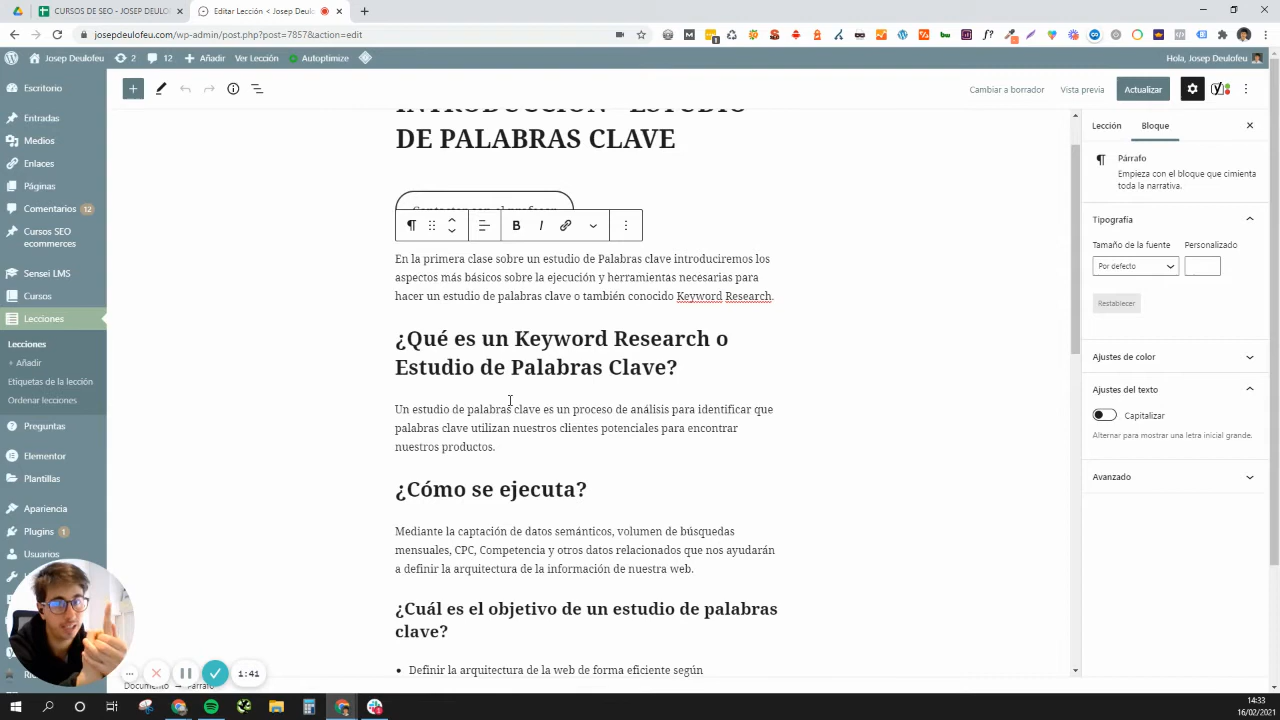 CURSOS DE SEO - JOSEP DEULOFEU
Editar Lección < Josep Deulofeu
josepdeulofeu.com/wp-admin/post.php?post=7857&action=edit
Josep Deulofeu
2
12
Añadir
Ver Lección
Autoptimize
Hola, Josep Deulofeu
Escritorio
Entradas
Medios
Enlaces
Páginas
Comentarios 12
Cursos SEO
ecommerces
Sensei LMS
Cursos
Lecciones
Lecciones
+ Añadir
Etiquetas de la lección
Ordenar lecciones
Preguntas
Elementor
Plantillas
Apariencia
Plugins 1
Usuarios
Cambiar a borrador
Vista previa
Actualizar
INTRODUCCIÓN - ESTUDIO
DE PALABRAS CLAVE
Contactar con el profesor
B I
En la primera clase sobre un estudio de Palabras clave introduciremos los
aspectos más básicos sobre la ejecución y herramientas necesarias para
hacer un estudio de palabras clave o también conocido Keyword Research.
¿Qué es un Keyword Research o
Estudio de Palabras Clave?
Un estudio de palabras clave es un proceso de análisis para identificar que
palabras clave utilizan nuestros clientes potenciales para encontrar
nuestros productos.
¿Cómo se ejecuta?
Mediante la captación de datos semánticos, volumen de búsquedas
mensuales, CPC, Competencia y otros datos relacionados que nos ayudarán
a definir la arquitectura de la información de nuestra web.
¿Cuál es el objetivo de un estudio de palabras
clave?
• Definir la arquitectura de la web de forma eficiente según
Documento → Párrafo
Lección
Bloque
Párrafo
Empieza con el bloque que cimienta
toda la narrativa.
Tipografía
Tamaño de la fuente
Personalizado
Por defecto
Restablecer
Ajustes de color
Ajustes del texto
Capitalizar
Alternar para mostrar una letra inicial grande.
Avanzado
1:41
14:33
16/02/2021